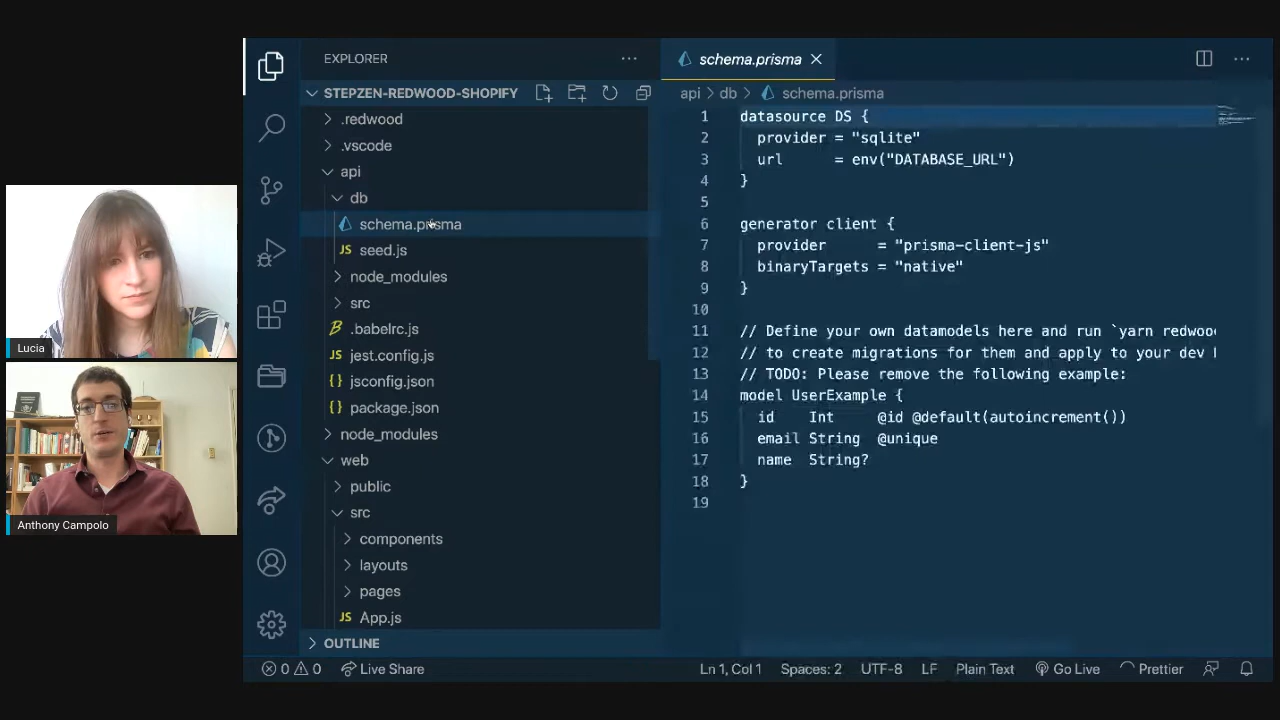 Lucia
Anthony Campolo
EXPLORER
STEPZEN-REDWOOD-SHOPIFY
.redwood
.vscode
api
db
schema.prisma
JS seed.js
node_modules
src
.babelrc.js
JS jest.config.js
{} jsconfig.json
{} package.json
node_modules
web
public
src
components
layouts
pages
JS App.js
OUTLINE
schema.prisma
api > db > schema.prisma
1 datasource DS {
2 provider = "sqlite"
3 url = env("DATABASE_URL")
4 }
5
6 generator client {
7 provider = "prisma-client-js"
8 binaryTargets = "native"
9 }
10
11 // Define your own datamodels here and run `yarn redwoo
12 // to create migrations for them and apply to your dev
13 // TODO: Please remove the following example:
14 model UserExample {
15 id Int @id @default(autoincrement())
16 email String @unique
17 name String?
18 }
19
0 0 Live Share Ln 1, Col 1 Spaces: 2 UTF-8 LF Plain Text Go Live Prettier